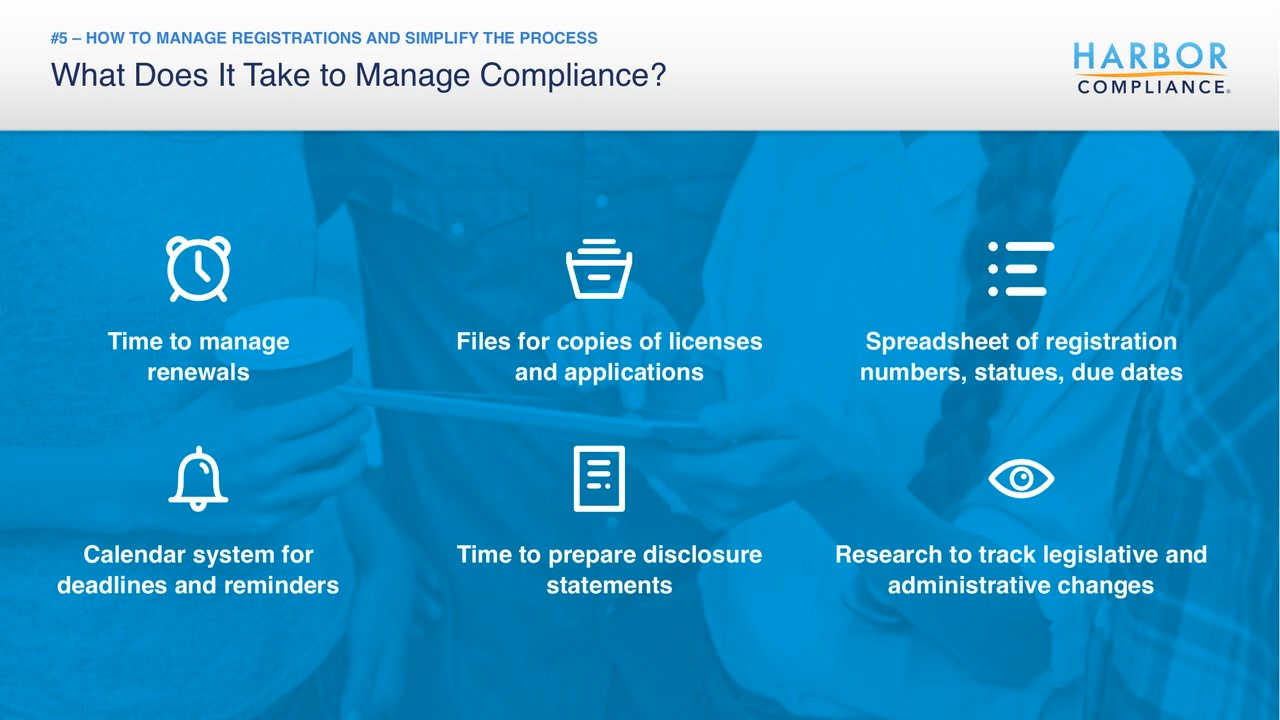 #5 – HOW TO MANAGE REGISTRATIONS AND SIMPLIFY THE PROCESS
What Does It Take to Manage Compliance?
HARBOR
COMPLIANCE®
Time to manage
renewals
Files for copies of licenses
and applications
Spreadsheet of registration
numbers, statues, due dates
Calendar system for
deadlines and reminders
Time to prepare disclosure
statements
Research to track legislative and
administrative changes